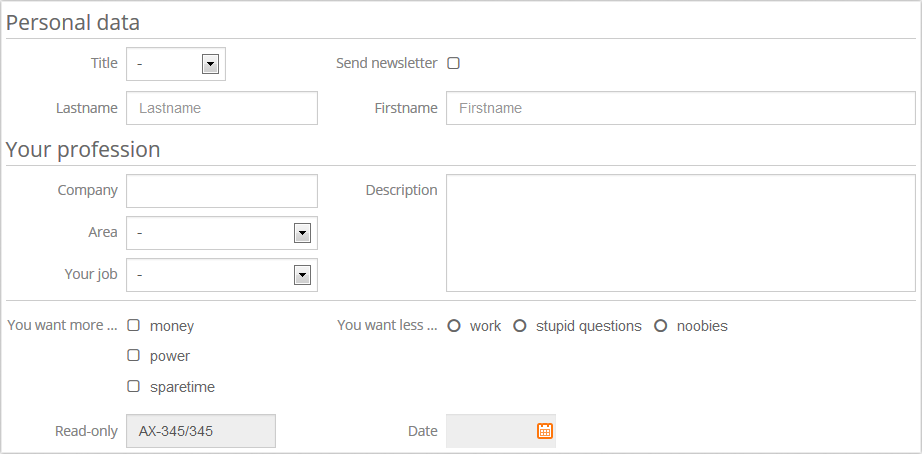 Personal data
Title - Send newsletter
Lastname Lastname Firstname Firstname
Your profession
Company Description
Area -
Your job -
You want more ... money You want less ... work stupid questions noobies
power
sparetime
Read-only AX-345/345 Date